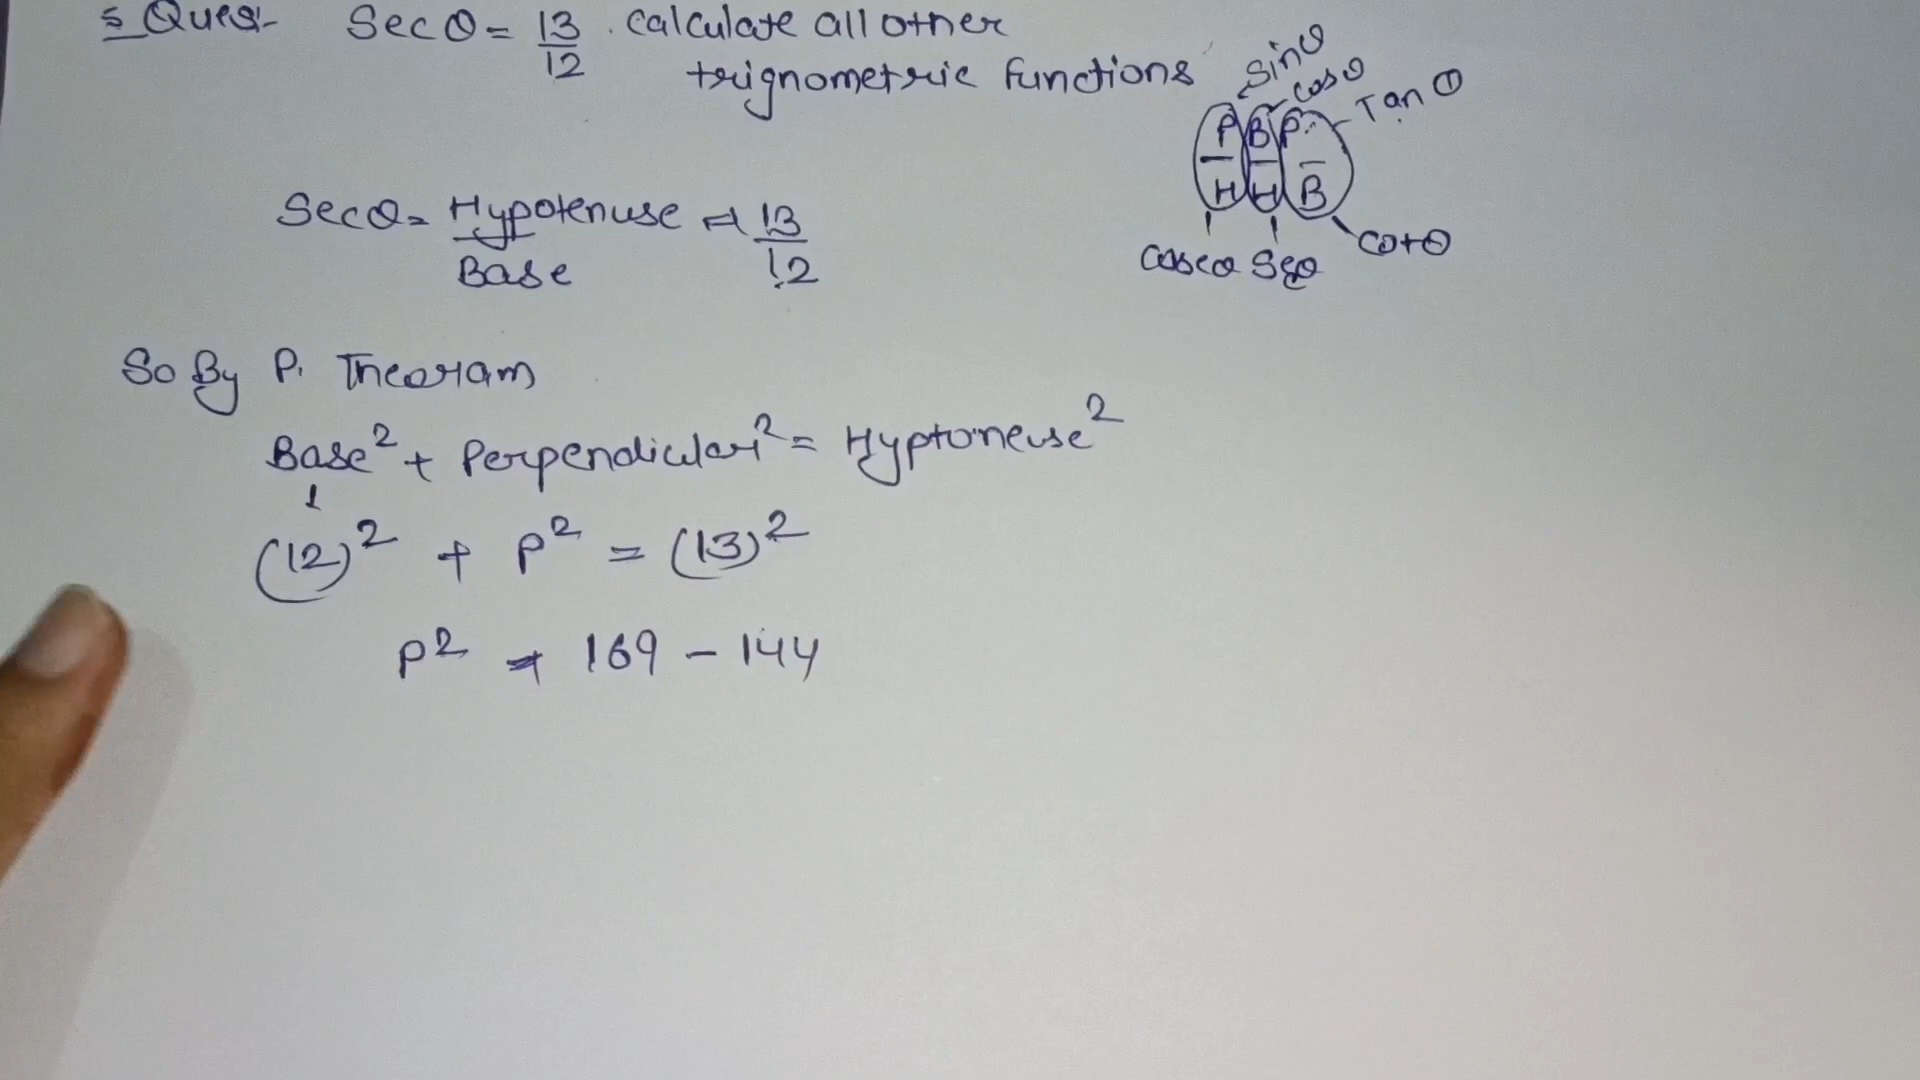 5 Ques:- Sec θ = 13/12 . calculate all other
trignometric functions
sin θ
cos θ
Tan θ
P B P
H H B
cosec θ Sec θ cot θ
Sec θ = Hypotenuse/Base = 13/12
So By P. Theoram
Base² + Perpendicular² = Hyptoneuse²
(12)² + P² = (13)²
P² = 169 - 144